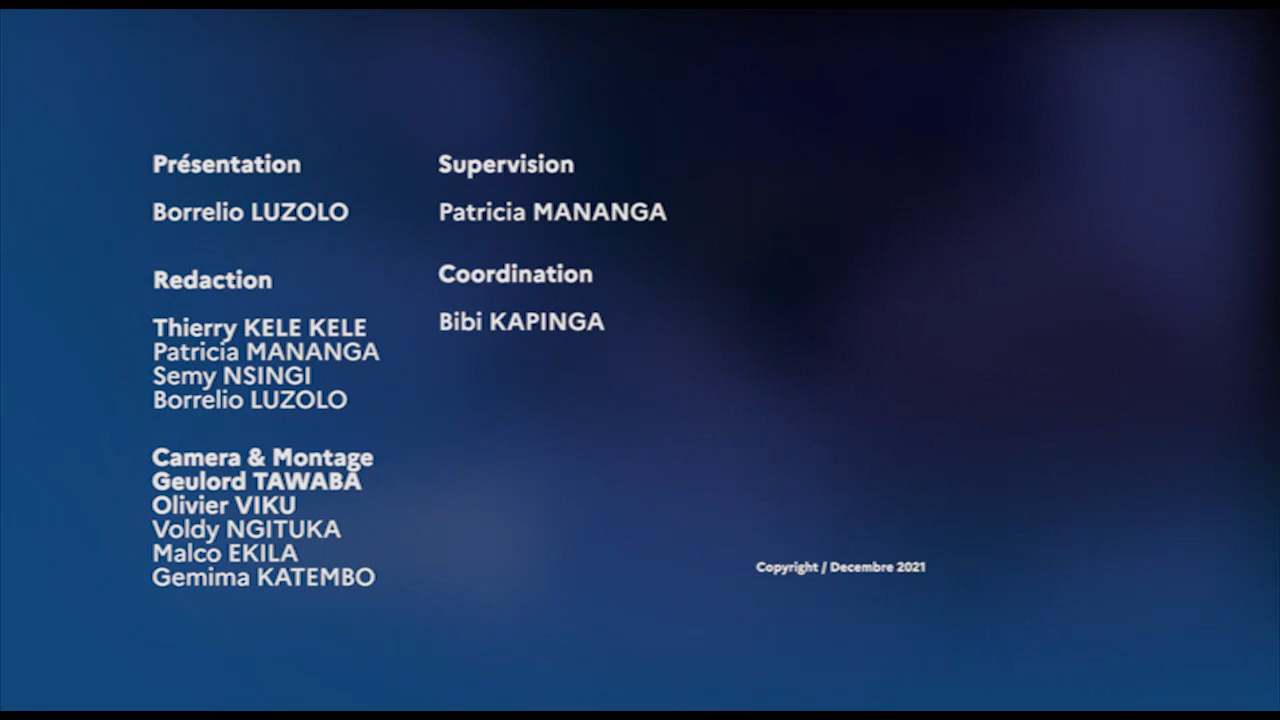 Présentation
Borrelio LUZOLO
Redaction
Thierry KELE KELE
Patricia MANANGA
Semy NSINGI
Borrelio LUZOLO
Camera & Montage
Geulord TAWABA
Olivier VIKU
Voldy NGITUKA
Malco EKILA
Gemima KATEMBO
Supervision
Patricia MANANGA
Coordination
Bibi KAPINGA
Copyright / Decembre 2021